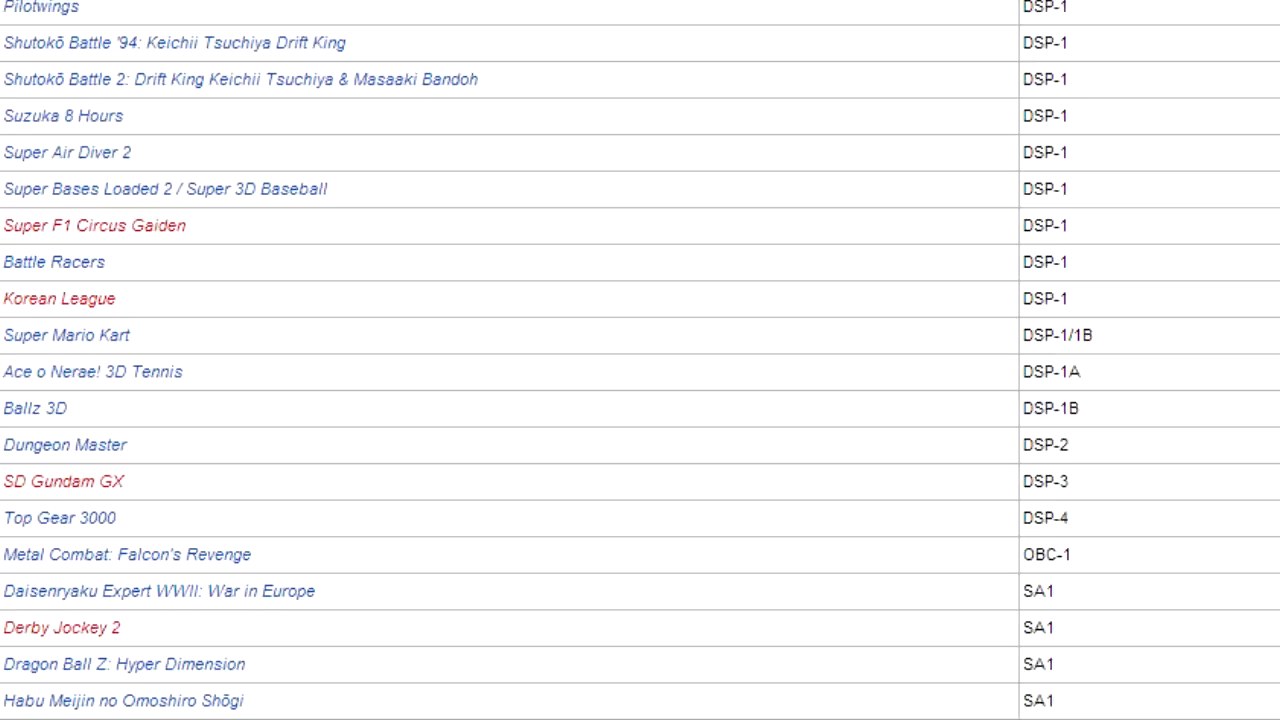 Pilotwings DSP-1
Shutokō Battle '94: Keichii Tsuchiya Drift King DSP-1
Shutokō Battle 2: Drift King Keichii Tsuchiya & Masaaki Bandoh DSP-1
Suzuka 8 Hours DSP-1
Super Air Diver 2 DSP-1
Super Bases Loaded 2 / Super 3D Baseball DSP-1
Super F1 Circus Gaiden DSP-1
Battle Racers DSP-1
Korean League DSP-1
Super Mario Kart DSP-1/1B
Ace o Nerae! 3D Tennis DSP-1A
Ballz 3D DSP-1B
Dungeon Master DSP-2
SD Gundam GX DSP-3
Top Gear 3000 DSP-4
Metal Combat: Falcon's Revenge OBC-1
Daisenryaku Expert WWII: War in Europe SA1
Derby Jockey 2 SA1
Dragon Ball Z: Hyper Dimension SA1
Habu Meijin no Omoshiro Shōgi SA1